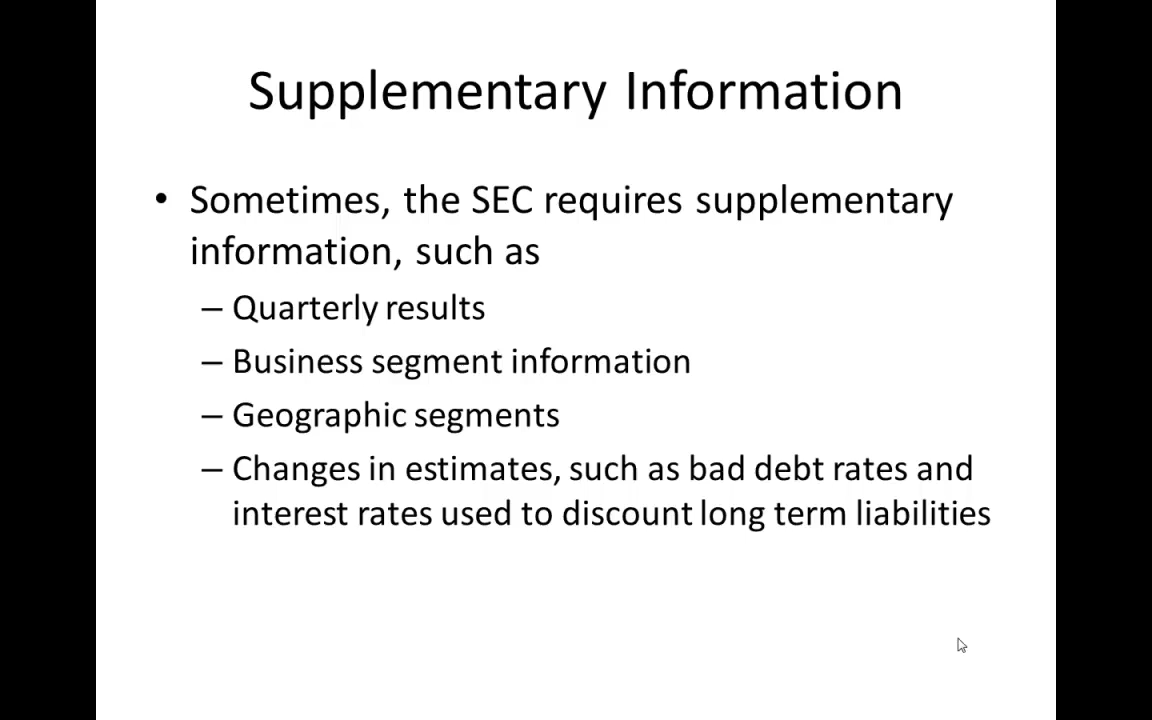 Supplementary Information
• Sometimes, the SEC requires supplementary
information, such as
– Quarterly results
– Business segment information
– Geographic segments
– Changes in estimates, such as bad debt rates and
interest rates used to discount long term liabilities